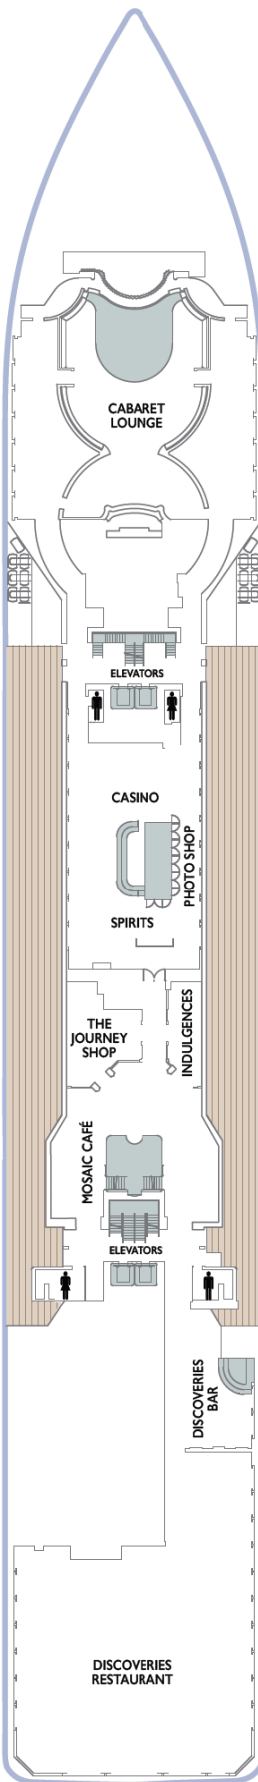 CABARET
LOUNGE
ELEVATORS
CASINO
PHOTO SHOP
SPIRITS
THE
JOURNEY
SHOP
INDULGENCES
MOSAIC CAFÉ
ELEVATORS
DISCOVERIES
BAR
DISCOVERIES
RESTAURANT